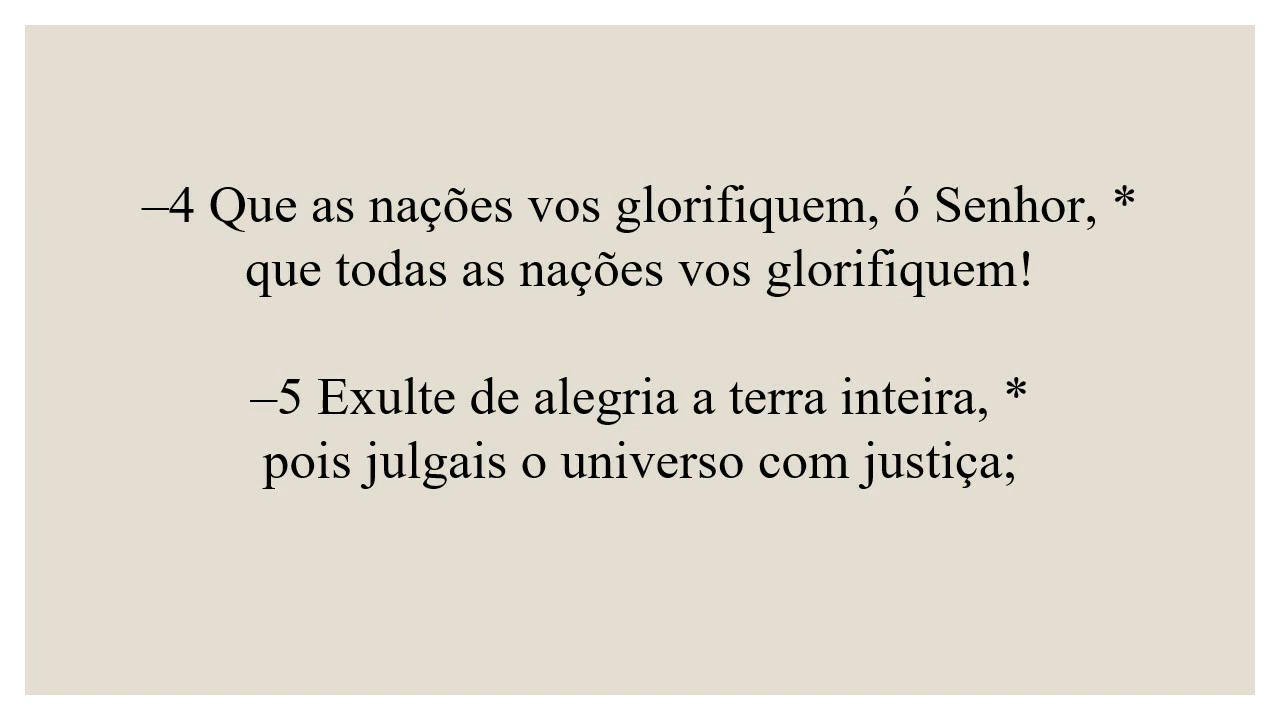 –4 Que as nações vos glorifiquem, ó Senhor, *
que todas as nações vos glorifiquem!
–5 Exulte de alegria a terra inteira, *
pois julgais o universo com justiça;